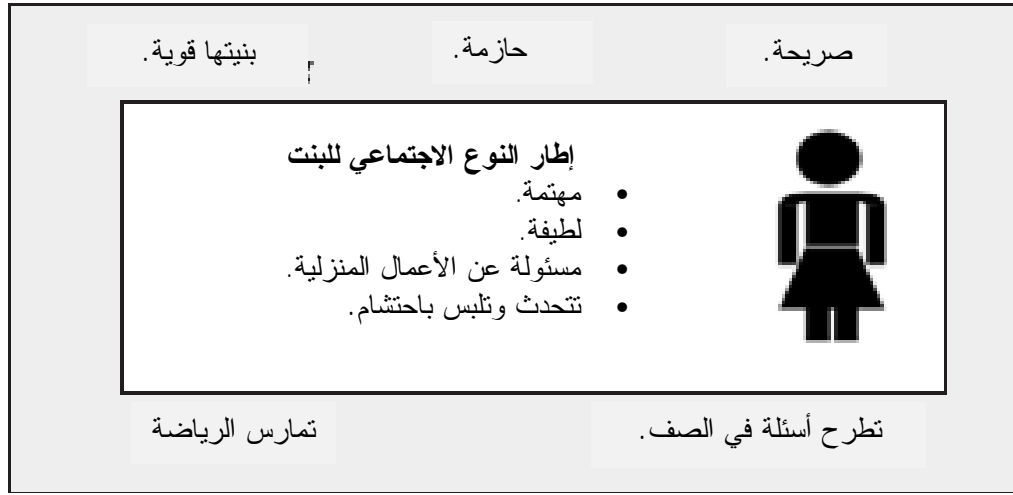 صريحة.
حازمة.
بنيتها قوية.
إطار النوع الاجتماعي للبنت
• مهتمة.
• لطيفة.
• مسئولة عن الأعمال المنزلية.
• تتحدث وتلبس باحتشام.
تطرح أسئلة في الصف.
تمارس الرياضة